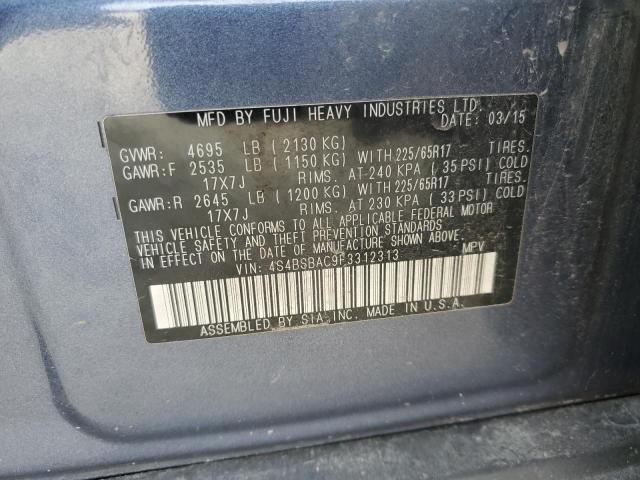 MFD BY FUJI HEAVY INDUSTRIES LTD.
DATE: 03/15
GVWR: 4695 LB ( 2130 KG)
GAWR:F 2535 LB ( 1150 KG) WITH 225/65R17 TIRES.
17X7J RIMS. AT 240 KPA ( 35 PSI) COLD
GAWR:R 2645 LB ( 1200 KG) WITH 225/65R17 TIRES.
17X7J RIMS. AT 230 KPA ( 33 PSI) COLD
THIS VEHICLE CONFORMS TO ALL APPLICABLE FEDERAL MOTOR
VEHICLE SAFETY AND THEFT PREVENTION STANDARDS
IN EFFECT ON THE DATE OF MANUFACTURE SHOWN ABOVE.
VIN: 4S4BSBAC9F3312313 MPV
ASSEMBLED BY SIA INC. MADE IN U.S.A.